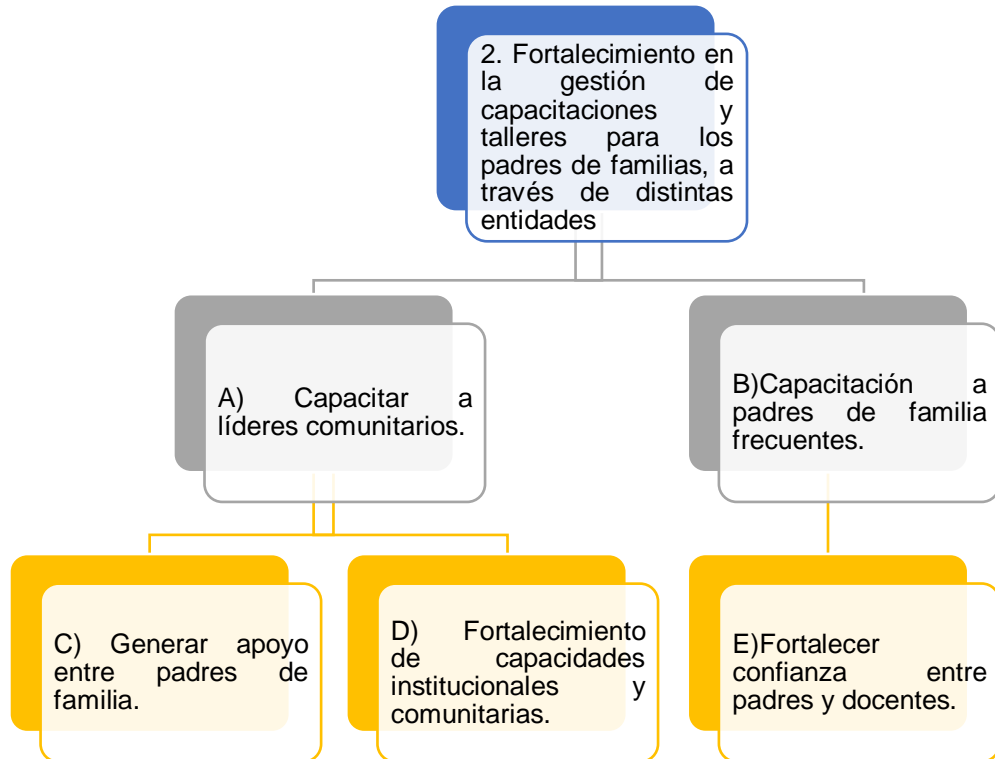 2. Fortalecimiento en
la gestión de
capacitaciones y
talleres para los
padres de familias, a
través de distintas
entidades
A) Capacitar a
líderes comunitarios.
B)Capacitación a
padres de familia
frecuentes.
C) Generar apoyo
entre padres de
familia.
D) Fortalecimiento
de capacidades
institucionales y
comunitarias.
E)Fortalecer
confianza entre
padres y docentes.